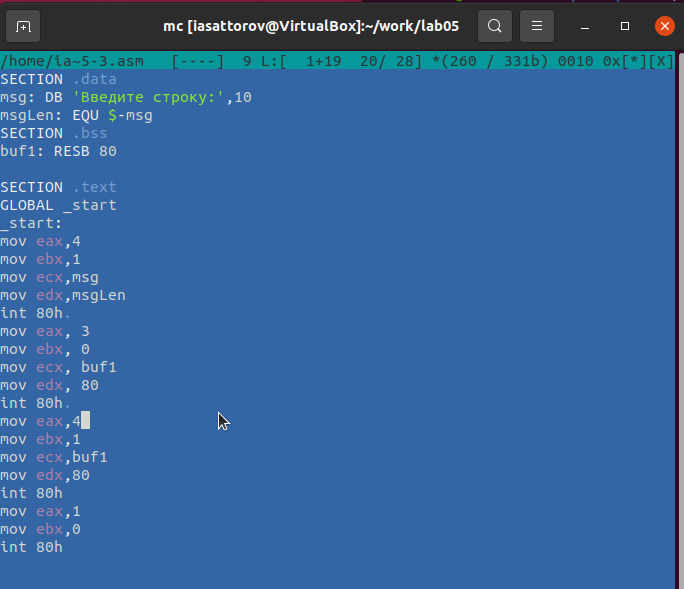 mc [iasattorov@VirtualBox]:~/work/lab05
/home/ia~5-3.asm   [----]  9 L:[  1+19  20/ 28] *(260 / 331b) 0010 0x[*][X]
SECTION .data
msg: DB 'Введите строку:',10
msgLen: EQU $-msg
SECTION .bss
buf1: RESB 80
SECTION .text
GLOBAL _start
_start:
mov eax,4
mov ebx,1
mov ecx,msg
mov edx,msgLen
int 80h.
mov eax, 3
mov ebx, 0
mov ecx, buf1
mov edx, 80
int 80h.
mov eax,4
mov ebx,1
mov ecx,buf1
mov edx,80
int 80h
mov eax,1
mov ebx,0
int 80h